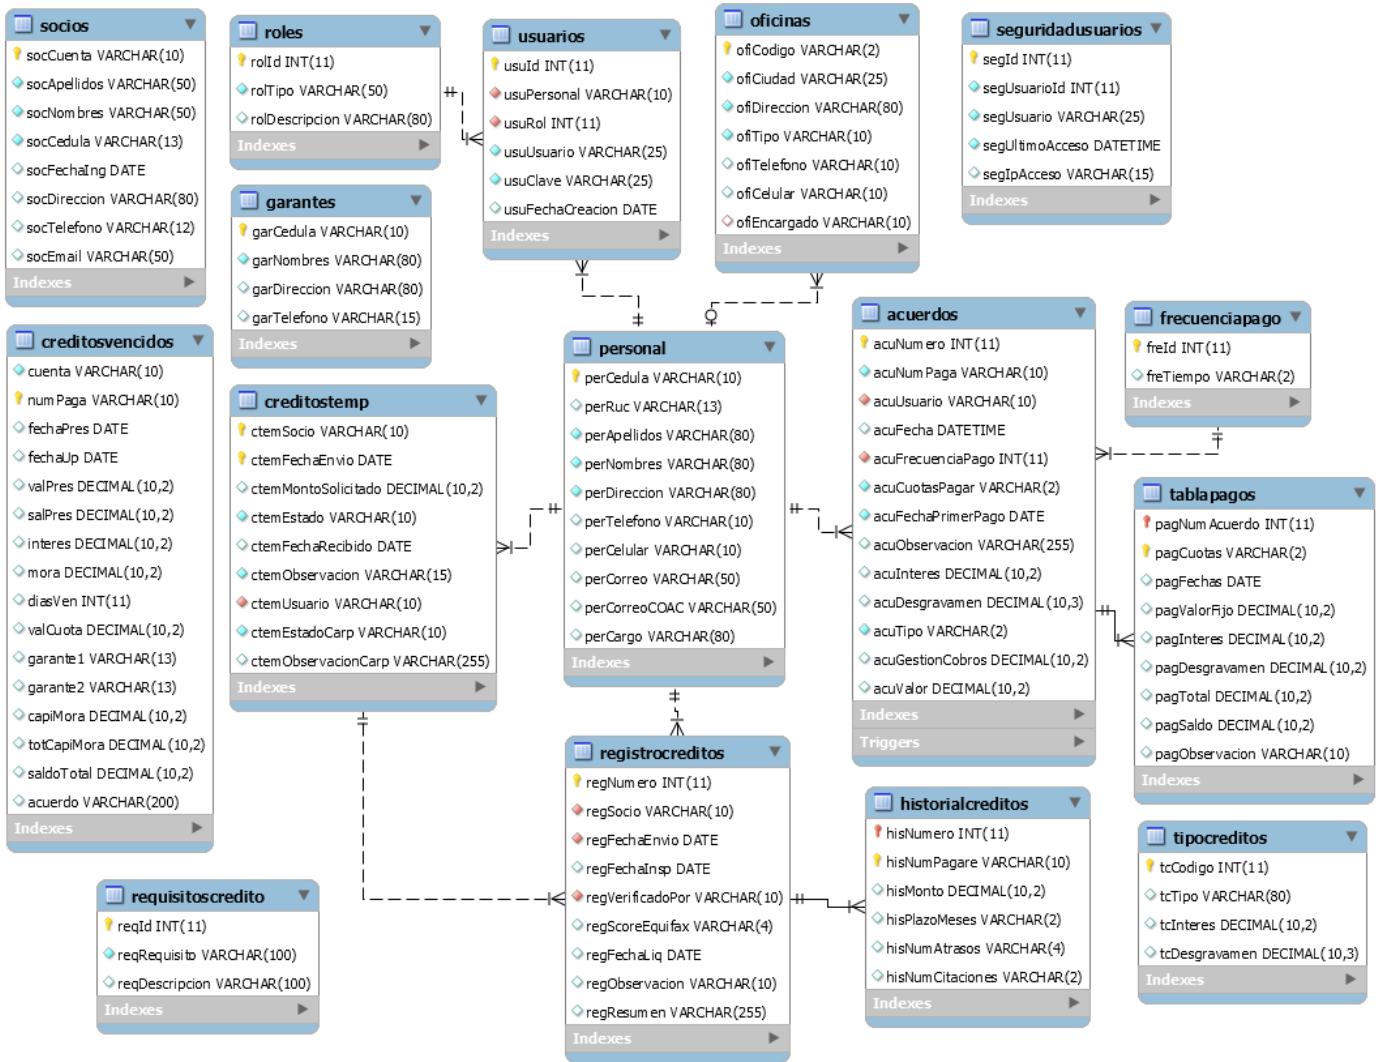 socios
socCuenta VARCHAR(10)
socApellidos VARCHAR(50)
socNombres VARCHAR(50)
socCedula VARCHAR(13)
socFechaIng DATE
socDireccion VARCHAR(80)
socTelefono VARCHAR(12)
socEmail VARCHAR(50)
Indexes
roles
rolId INT(11)
rolTipo VARCHAR(50)
rolDescripcion VARCHAR(80)
Indexes
usuarios
usuId INT(11)
usuPersonal VARCHAR(10)
usuRol INT(11)
usuUsuario VARCHAR(25)
usuClave VARCHAR(25)
usuFechaCreacion DATE
Indexes
oficinas
ofiCodigo VARCHAR(2)
ofiCiudad VARCHAR(25)
ofiDireccion VARCHAR(80)
ofiTipo VARCHAR(10)
ofiTelefono VARCHAR(10)
ofiCelular VARCHAR(10)
ofiEncargado VARCHAR(10)
Indexes
seguridadusuarios
segId INT(11)
segUsuarioId INT(11)
segUsuario VARCHAR(25)
segUltimoAcceso DATETIME
segIpAcceso VARCHAR(15)
Indexes
garantes
garCedula VARCHAR(10)
garNombres VARCHAR(80)
garDireccion VARCHAR(80)
garTelefono VARCHAR(15)
Indexes
creditosvencidos
cuenta VARCHAR(10)
numPaga VARCHAR(10)
fechaPres DATE
fechaUp DATE
valPres DECIMAL(10,2)
salPres DECIMAL(10,2)
interes DECIMAL(10,2)
mora DECIMAL(10,2)
diasVen INT(11)
valCuota DECIMAL(10,2)
garante1 VARCHAR(13)
garante2 VARCHAR(13)
capiMora DECIMAL(10,2)
totCapiMora DECIMAL(10,2)
saldoTotal DECIMAL(10,2)
acuerdo VARCHAR(200)
Indexes
creditostemp
ctemSocio VARCHAR(10)
ctemFechaEnvio DATE
ctemMontoSolicitado DECIMAL(10,2)
ctemEstado VARCHAR(10)
ctemFechaRecibido DATE
ctemObservacion VARCHAR(15)
ctemUsuario VARCHAR(10)
ctemEstadoCarp VARCHAR(10)
ctemObservacionCarp VARCHAR(255)
Indexes
personal
perCedula VARCHAR(10)
perRuc VARCHAR(13)
perApellidos VARCHAR(80)
perNombres VARCHAR(80)
perDireccion VARCHAR(80)
perTelefono VARCHAR(10)
perCelular VARCHAR(10)
perCorreo VARCHAR(50)
perCorreoCOAC VARCHAR(50)
perCargo VARCHAR(80)
Indexes
acuerdos
acuNumero INT(11)
acuNumPaga VARCHAR(10)
acuUsuario VARCHAR(10)
acuFecha DATETIME
acuFrecuenciaPago INT(11)
acuCuotasPagar VARCHAR(2)
acuFechaPrimerPago DATE
acuObservacion VARCHAR(255)
acuInteres DECIMAL(10,2)
acuDesgravamen DECIMAL(10,3)
acuTipo VARCHAR(2)
acuGestionCobros DECIMAL(10,2)
acuValor DECIMAL(10,2)
Indexes
Triggers
frecuenciapago
freId INT(11)
freTiempo VARCHAR(2)
Indexes
tablapagos
pagNumAcuerdo INT(11)
pagCuotas VARCHAR(2)
pagFechas DATE
pagValorFijo DECIMAL(10,2)
pagInteres DECIMAL(10,2)
pagDesgravamen DECIMAL(10,2)
pagTotal DECIMAL(10,2)
pagSaldo DECIMAL(10,2)
pagObservacion VARCHAR(10)
Indexes
requisitoscredito
reqId INT(11)
reqRequisito VARCHAR(100)
reqDescripcion VARCHAR(100)
Indexes
registrocreditos
regNumero INT(11)
regSocio VARCHAR(10)
regFechaEnvio DATE
regFechaInsp DATE
regVerificadoPor VARCHAR(10)
regScoreEquifax VARCHAR(4)
regFechaLiq DATE
regObservacion VARCHAR(10)
regResumen VARCHAR(255)
Indexes
historialcreditos
hisNumero INT(11)
hisNumPagare VARCHAR(10)
hisMonto DECIMAL(10,2)
hisPlazoMeses VARCHAR(2)
hisNumAtrasos VARCHAR(4)
hisNumCitaciones VARCHAR(2)
Indexes
tipocreditos
tcCodigo INT(11)
tcTipo VARCHAR(80)
tcInteres DECIMAL(10,2)
tcDesgravamen DECIMAL(10,3)
Indexes